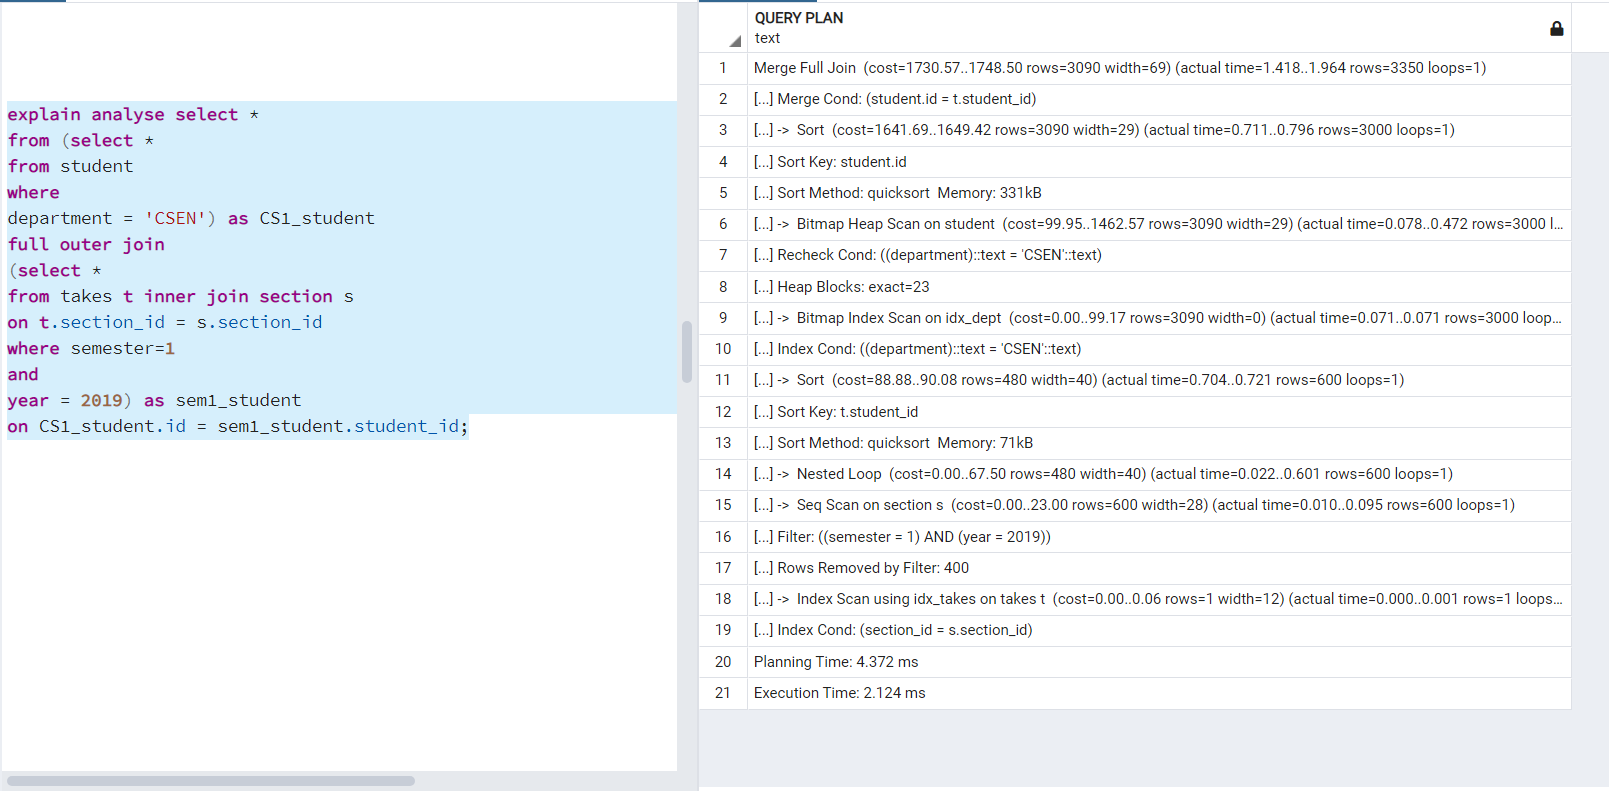 explain analyse select *
from (select *
from student
where
department = 'CSEN') as CS1_student
full outer join
(select *
from takes t inner join section s
on t.section_id = s.section_id
where semester=1
and
year = 2019) as sem1_student
on CS1_student.id = sem1_student.student_id;
QUERY PLAN
text
1 Merge Full Join (cost=1730.57..1748.50 rows=3090 width=69) (actual time=1.418..1.964 rows=3350 loops=1)
2 [...] Merge Cond: (student.id = t.student_id)
3 [...] -> Sort (cost=1641.69..1649.42 rows=3090 width=29) (actual time=0.711..0.796 rows=3000 loops=1)
4 [...] Sort Key: student.id
5 [...] Sort Method: quicksort Memory: 331kB
6 [...] -> Bitmap Heap Scan on student (cost=99.95..1462.57 rows=3090 width=29) (actual time=0.078..0.472 rows=3000 l...
7 [...] Recheck Cond: ((department)::text = 'CSEN'::text)
8 [...] Heap Blocks: exact=23
9 [...] -> Bitmap Index Scan on idx_dept (cost=0.00..99.17 rows=3090 width=0) (actual time=0.071..0.071 rows=3000 loop...
10 [...] Index Cond: ((department)::text = 'CSEN'::text)
11 [...] -> Sort (cost=88.88..90.08 rows=480 width=40) (actual time=0.704..0.721 rows=600 loops=1)
12 [...] Sort Key: t.student_id
13 [...] Sort Method: quicksort Memory: 71kB
14 [...] -> Nested Loop (cost=0.00..67.50 rows=480 width=40) (actual time=0.022..0.601 rows=600 loops=1)
15 [...] -> Seq Scan on section s (cost=0.00..23.00 rows=600 width=28) (actual time=0.010..0.095 rows=600 loops=1)
16 [...] Filter: ((semester = 1) AND (year = 2019))
17 [...] Rows Removed by Filter: 400
18 [...] -> Index Scan using idx_takes on takes t (cost=0.00..0.06 rows=1 width=12) (actual time=0.000..0.001 rows=1 loops...
19 [...] Index Cond: (section_id = s.section_id)
20 Planning Time: 4.372 ms
21 Execution Time: 2.124 ms